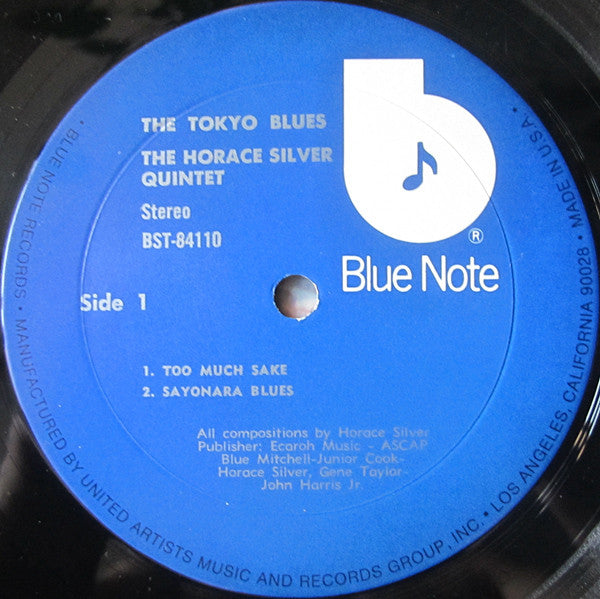 THE TOKYO BLUES
THE HORACE SILVER
QUINTET
Stereo
BST-84110
®
Blue Note
Side 1
1. TOO MUCH SAKE
2. SAYONARA BLUES
All compositions by Horace Silver
Publisher: Ecaroh Music - ASCAP
Blue Mitchell-Junior Cook-
Horace Silver, Gene Taylor-
John Harris Jr.
• BLUE NOTE RECORDS • MANUFACTURED BY UNITED ARTISTS MUSIC AND RECORDS GROUP, INC. • LOS ANGELES, CALIFORNIA 90028 • MADE IN U.S.A.